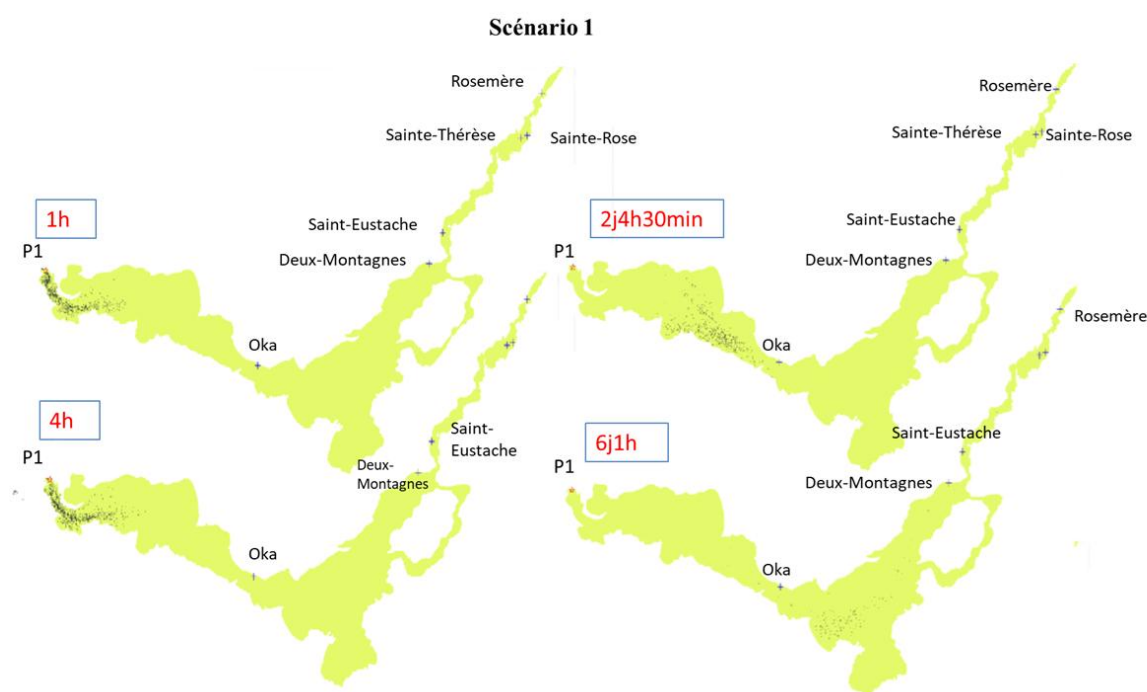 Scénario 1
Rosemère
Sainte-Thérèse
Sainte-Rose
1h
P1
Saint-Eustache
Deux-Montagnes
Oka
Rosemère
Sainte-Thérèse
Sainte-Rose
2j4h30min
P1
Saint-Eustache
Deux-Montagnes
Oka
4h
P1
Saint-
Eustache
Deux-
Montagnes
Oka
Rosemère
6j1h
P1
Saint-Eustache
Deux-Montagnes
Oka